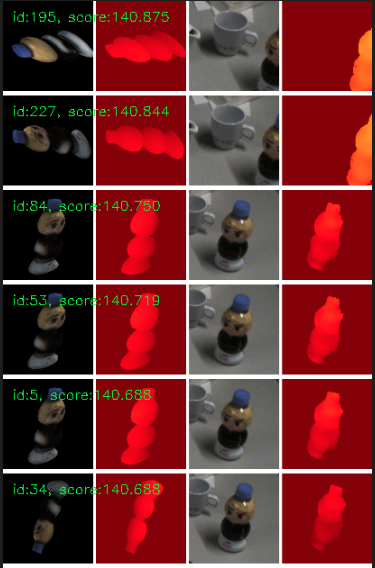 id:195, score:140.875
id:227, score:140.844
id:84, score:140.750
id:53, score:140.719
id:5, score:140.688
id:34, score:140.688